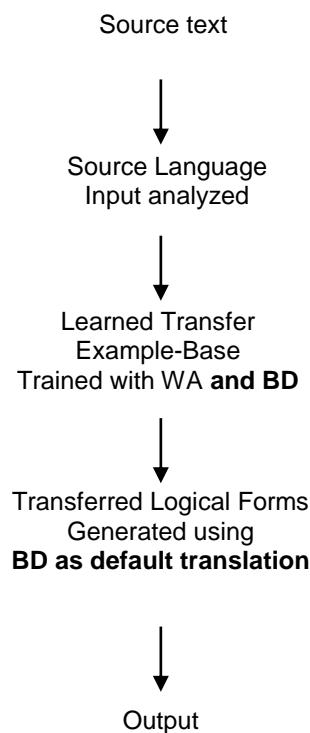 Source text
Source Language
Input analyzed
Learned Transfer
Example-Base
Trained with WA and BD
Transferred Logical Forms
Generated using
BD as default translation
Output